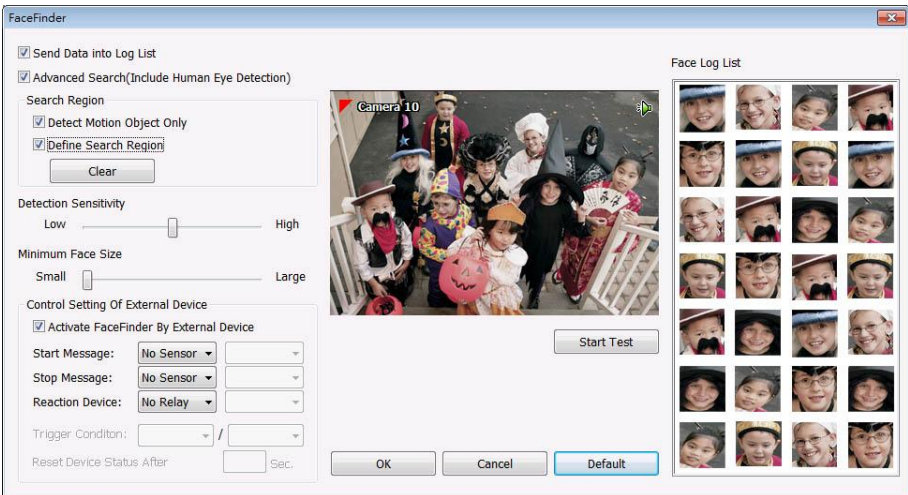 FaceFinder
Send Data into Log List
Advanced Search(Include Human Eye Detection)
Search Region
Detect Motion Object Only
Define Search Region
Clear
Detection Sensitivity
Low
High
Minimum Face Size
Small
Large
Control Setting Of External Device
Activate FaceFinder By External Device
Start Message:
No Sensor
Stop Message:
No Sensor
Reaction Device:
No Relay
Trigger Conditon:
/
Reset Device Status After
Sec.
Camera 10
Start Test
OK
Cancel
Default
Face Log List